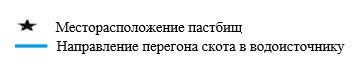 Месторасположение пастбищ
Направление перегона скота в водоисточнику